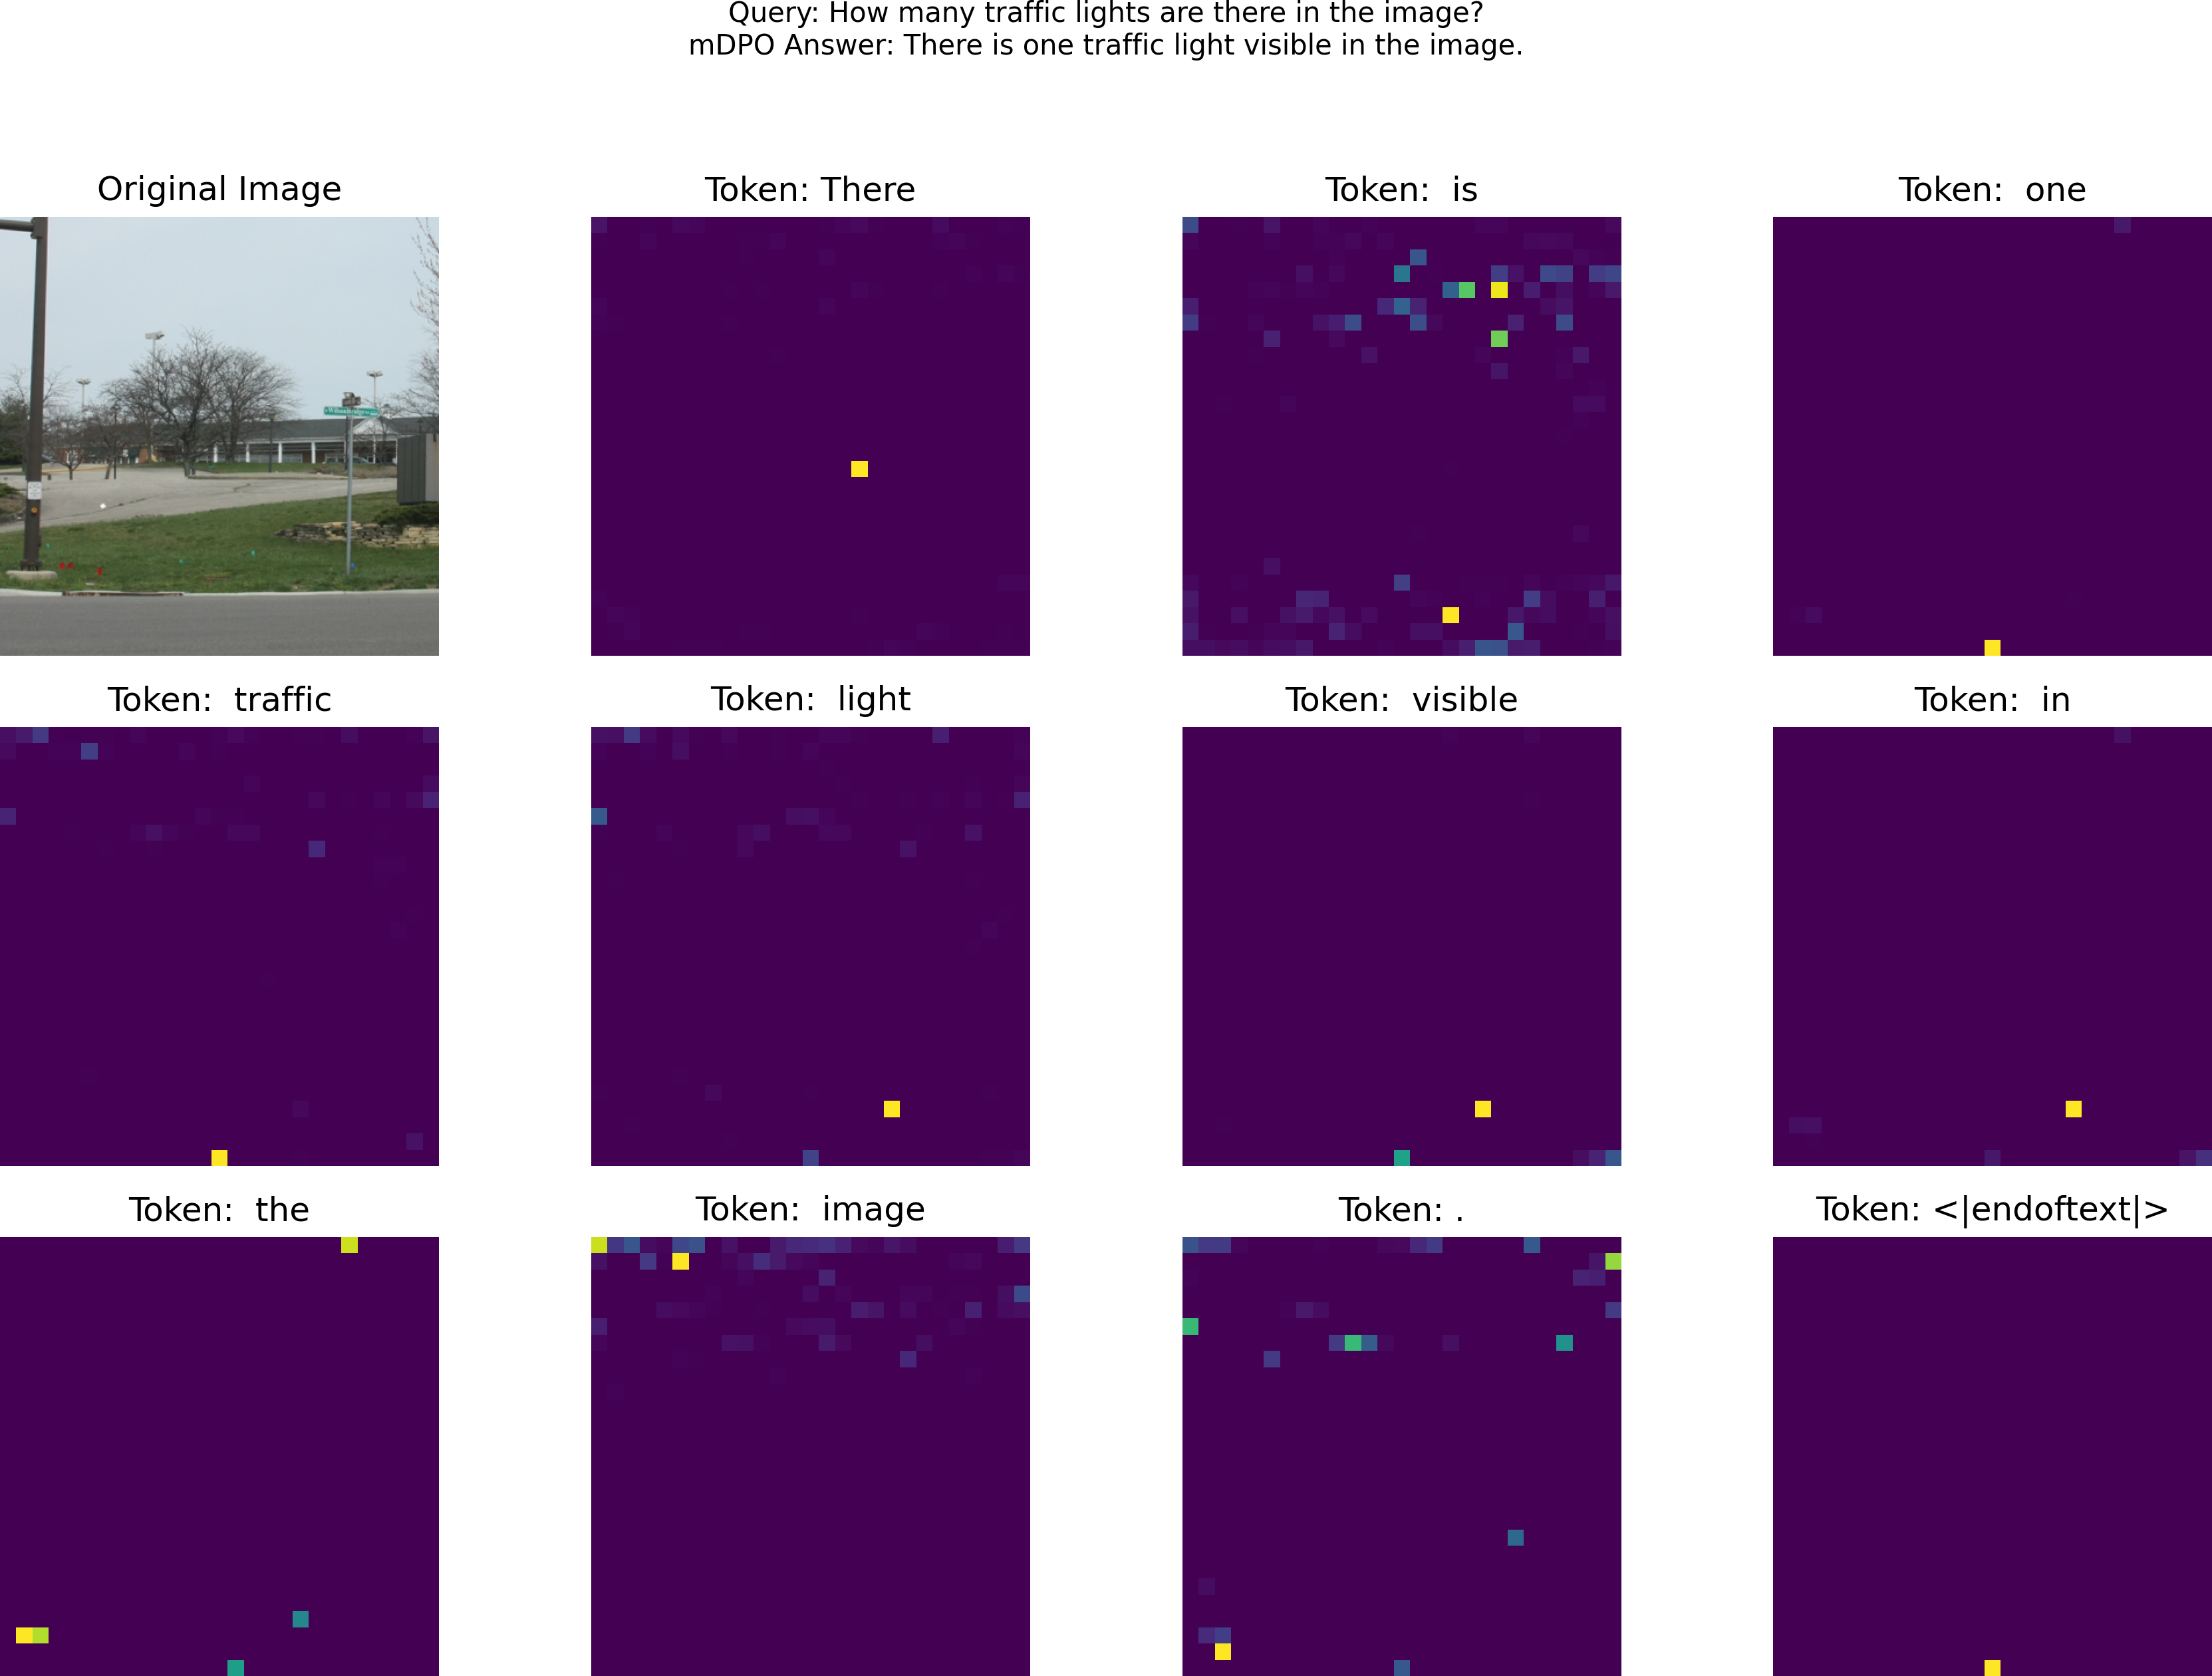 Query: How many traffic lights are there in the image?
mDPO Answer: There is one traffic light visible in the image.
Original Image
Token: There
Token:  is
Token:  one
Token:  traffic
Token:  light
Token:  visible
Token:  in
Token:  the
Token:  image
Token: .
Token: <|endoftext|>